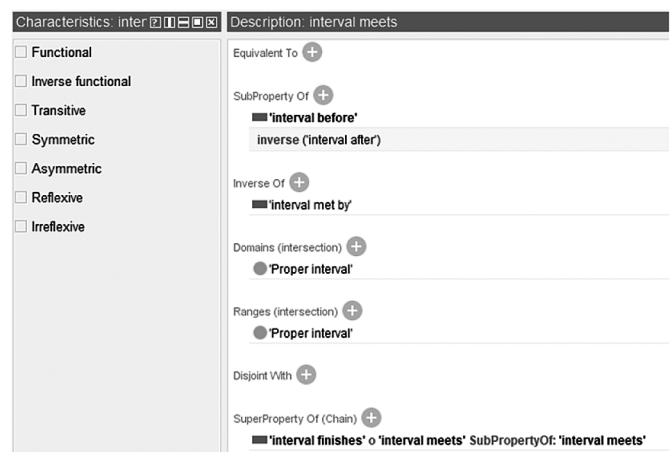 Characteristics: inter
Functional
Inverse functional
Transitive
Symmetric
Asymmetric
Reflexive
Irreflexive
Description: interval meets
Equivalent To
SubProperty Of
'interval before'
inverse ('interval after')
Inverse Of
'interval met by'
Domains (intersection)
'Proper interval'
Ranges (intersection)
'Proper interval'
Disjoint With
SuperProperty Of (Chain)
'interval finishes' o 'interval meets' SubPropertyOf: 'interval meets'